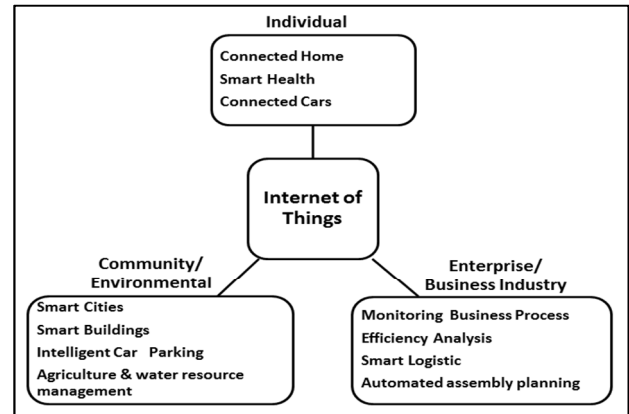 Individual
Connected Home
Smart Health
Connected Cars
Internet of
Things
Community/
Environmental
Smart Cities
Smart Buildings
Intelligent Car Parking
Agriculture & water resource
management
Enterprise/
Business Industry
Monitoring Business Process
Efficiency Analysis
Smart Logistic
Automated assembly planning